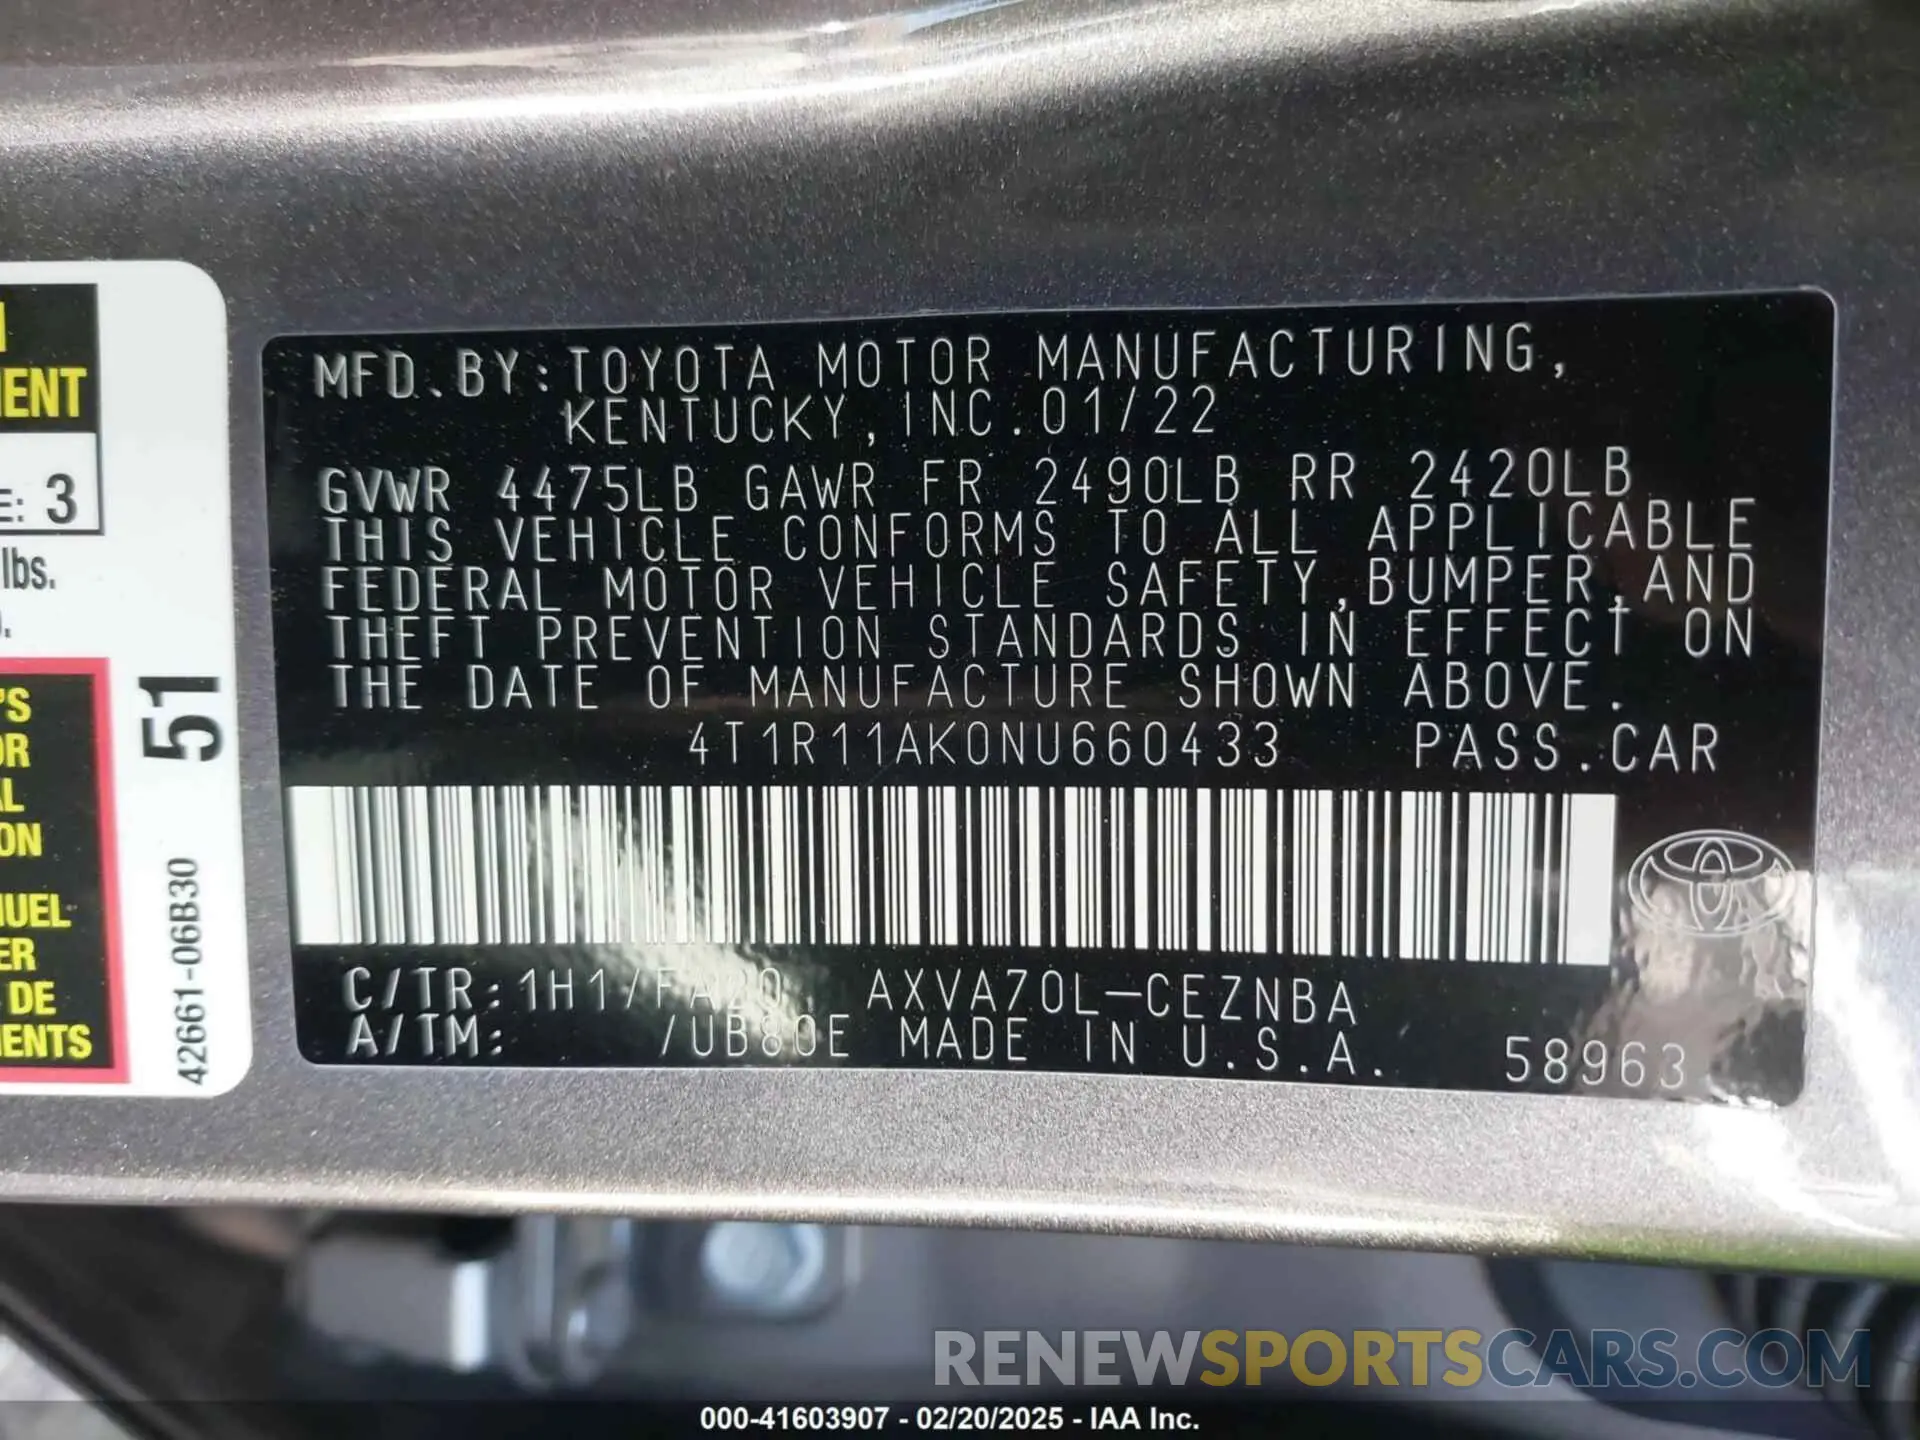 MFD.BY:TOYOTA MOTOR MANUFACTURING,
KENTUCKY, INC. 01/22
GVWR 4475LB GAWR FR 2490LB RR 2420LB
THIS VEHICLE CONFORMS TO ALL APPLICABLE
FEDERAL MOTOR VEHICLE SAFETY, BUMPER, AND
THEFT PREVENTION STANDARDS IN EFFECT ON
THE DATE OF MANUFACTURE SHOWN ABOVE.
4T1R11AK0NU660433 PASS.CAR
C/TR:1H1/FA20 AXVA70L-CEZNBA
A/TM: /UB80E MADE IN U.S.A. 58963
E: 3
lbs.
'S
DE
51
42661-06B30
RENEWSPORTSCARS.COM
000-41603907 - 02/20/2025 - IAA Inc.